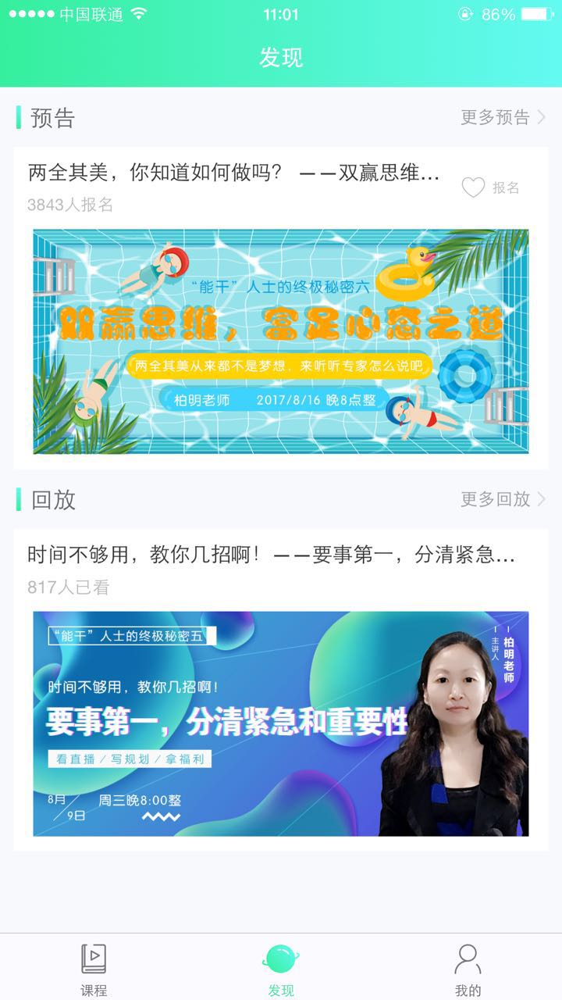 中国联通
11:01
86%
发现
预告
更多预告
两全其美，你知道如何做吗？ ——双赢思维...
报名
3843人报名
“能干”人士的终极秘密六
双赢思维，富足心态之道
两全其美从来都不是梦想，来听听专家怎么说吧
柏明老师 2017/8/16 晚8点整
回放
更多回放
时间不够用，教你几招啊！——要事第一，分清紧急...
817人已看
“能干”人士的终极秘密五
柏明老师
主讲人
时间不够用，教你几招啊！
要事第一，分清紧急和重要性
看直播/写规划/拿福利
8月/9日 周三晚8:00整
课程
发现
我的